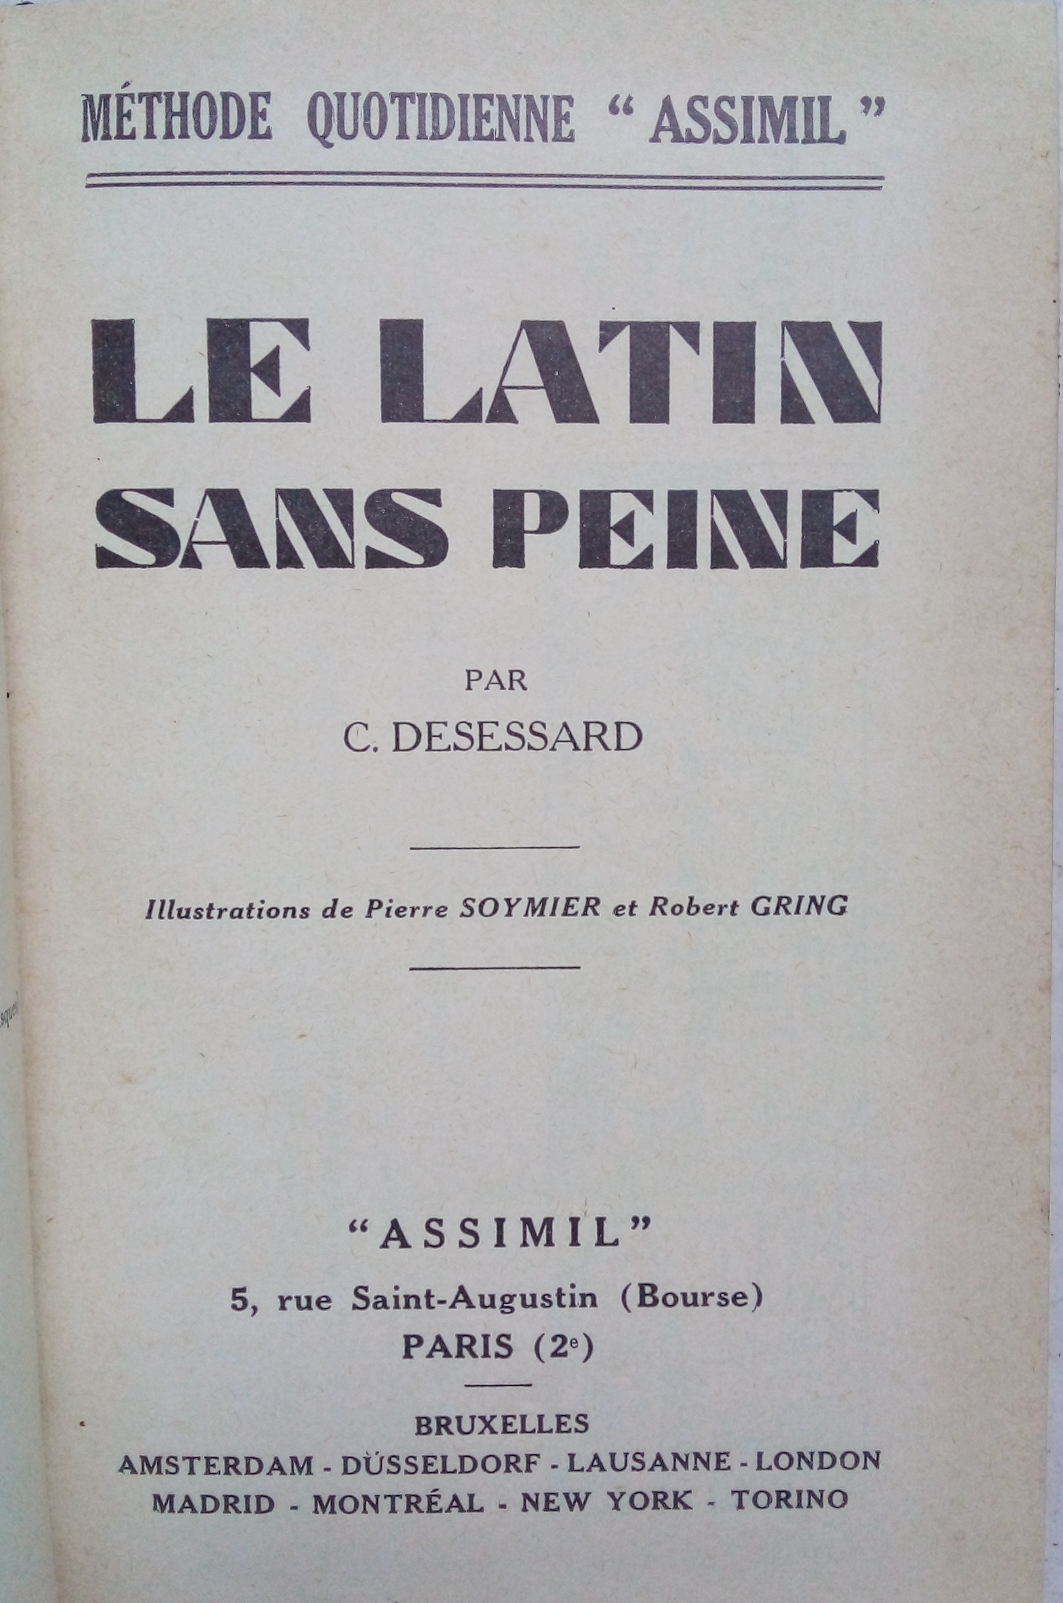 MÉTHODE QUOTIDIENNE “ ASSIMIL ”
LE LATIN
SANS PEINE
PAR
C. DESESSARD
Illustrations de Pierre SOYMIER et Robert GRING
“ASSIMIL”
5, rue Saint-Augustin (Bourse)
PARIS (2e)
BRUXELLES
AMSTERDAM - DÜSSELDORF - LAUSANNE - LONDON
MADRID - MONTRÉAL - NEW YORK - TORINO